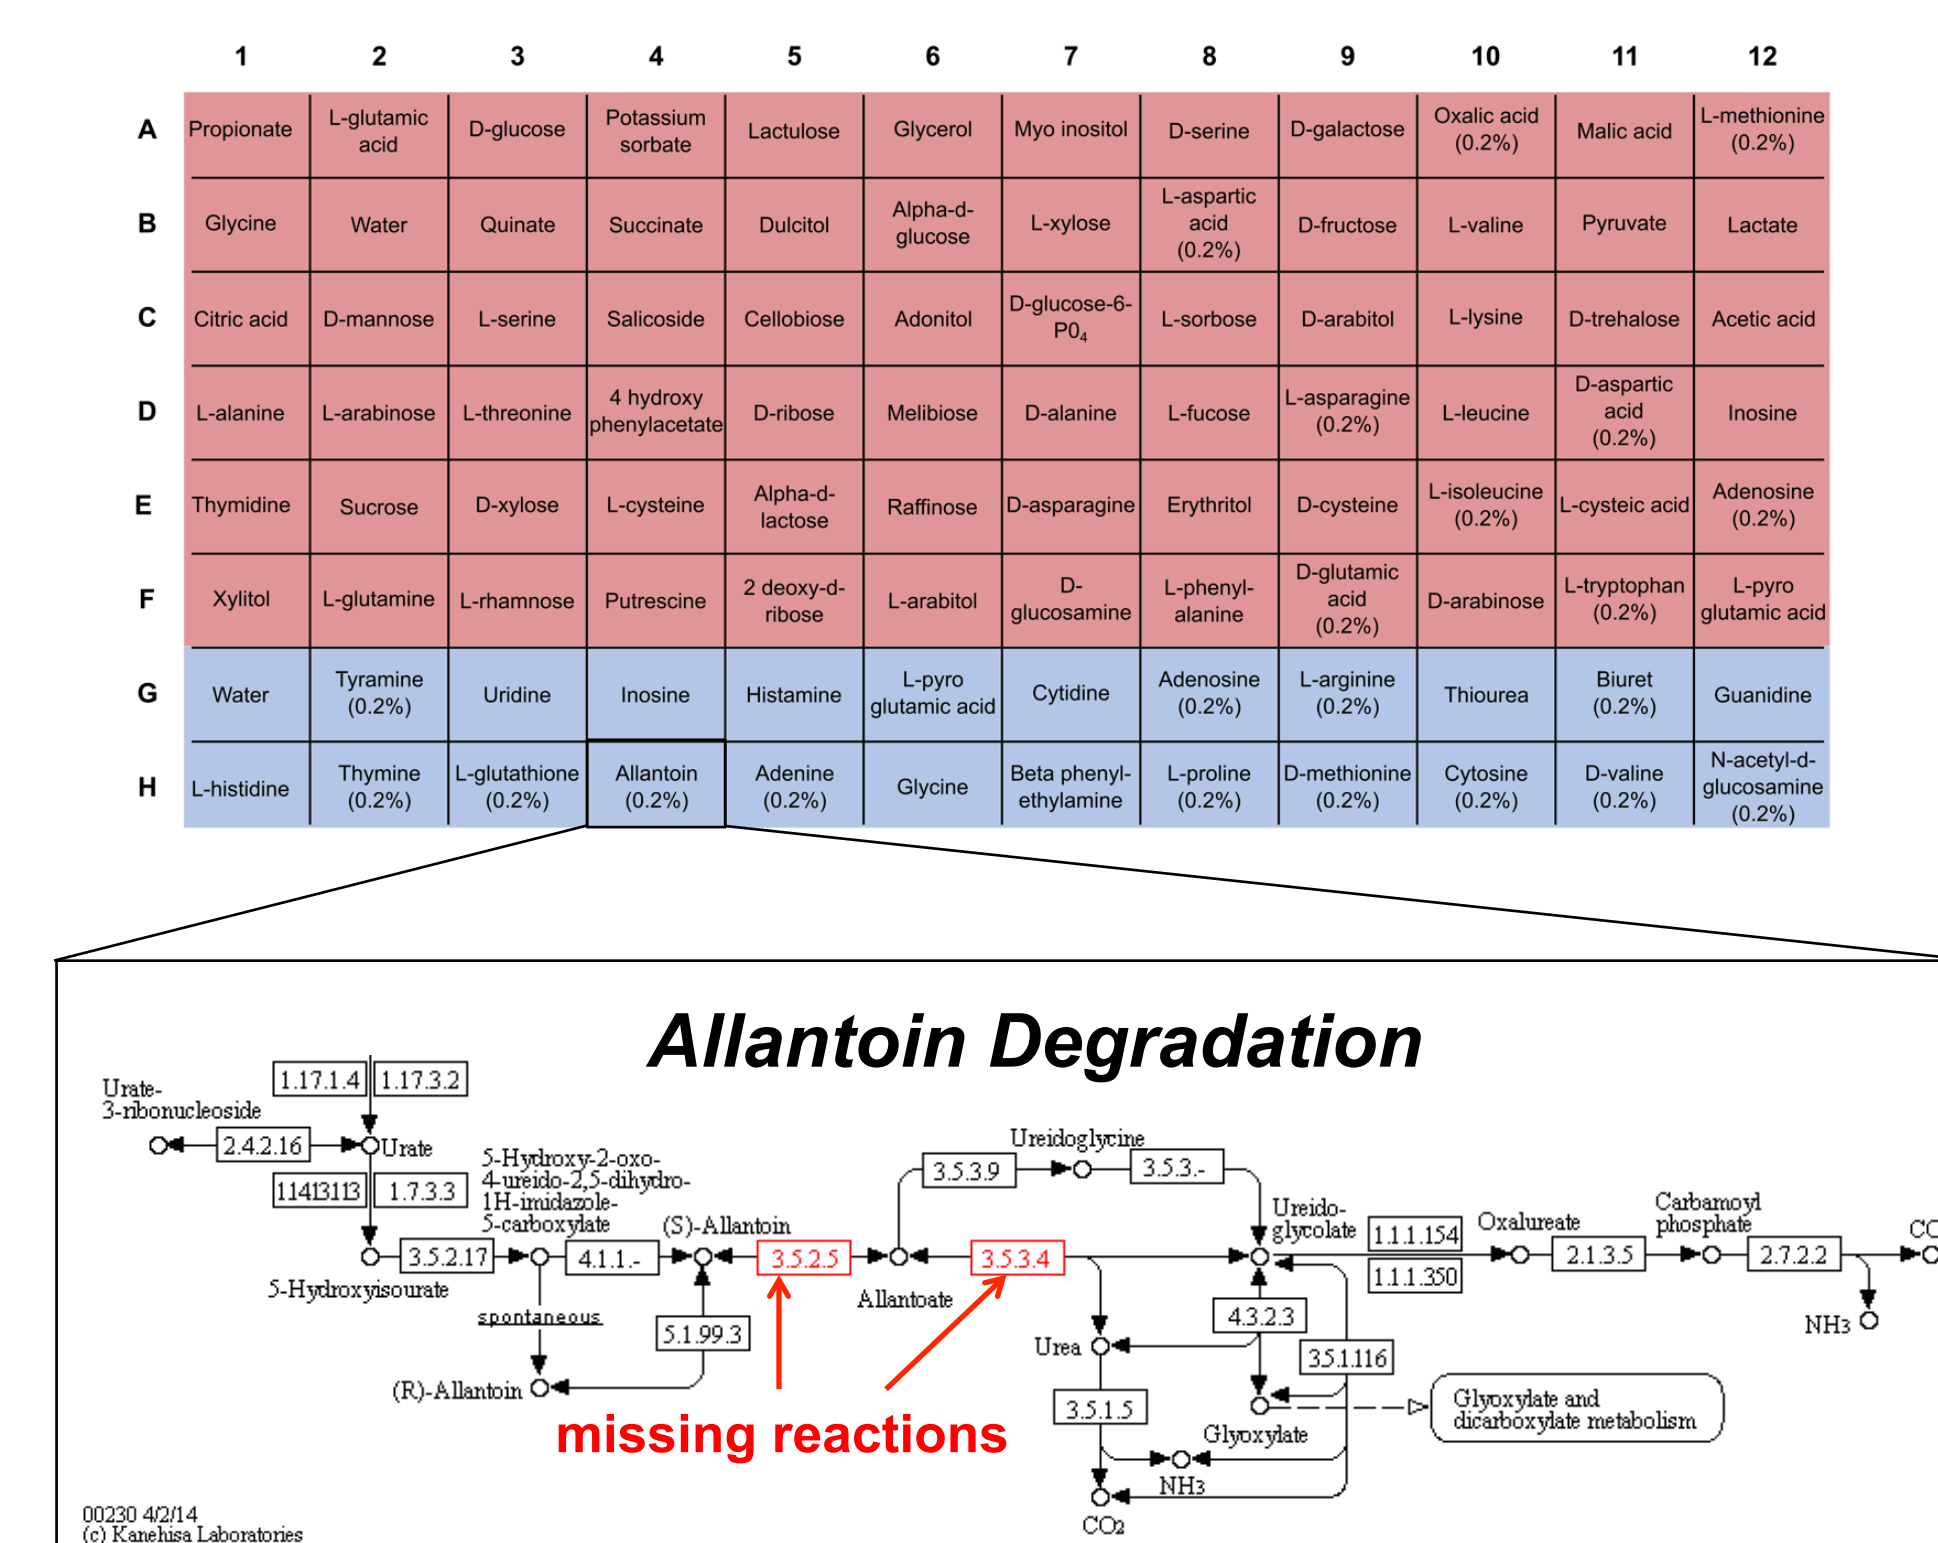 1 2 3 4 5 6 7 8 9 10 11 12
A
Propionate
L-glutamic
acid
D-glucose
Potassium
sorbate
Lactulose
Glycerol
Myo inositol
D-serine
D-galactose
Oxalic acid
(0.2%)
Malic acid
L-methionine
(0.2%)
B
Glycine
Water
Quinate
Succinate
Dulcitol
Alpha-d-
glucose
L-xylose
L-aspartic
acid
(0.2%)
D-fructose
L-valine
Pyruvate
Lactate
C
Citric acid
D-mannose
L-serine
Salicoside
Cellobiose
Adonitol
D-glucose-6-
P0₄
L-sorbose
D-arabitol
L-lysine
D-trehalose
Acetic acid
D
L-alanine
L-arabinose
L-threonine
4 hydroxy
phenylacetate
D-ribose
Melibiose
D-alanine
L-fucose
L-asparagine
(0.2%)
L-leucine
D-aspartic
acid
(0.2%)
Inosine
E
Thymidine
Sucrose
D-xylose
L-cysteine
Alpha-d-
lactose
Raffinose
D-asparagine
Erythritol
D-cysteine
L-isoleucine
(0.2%)
L-cysteic acid
Adenosine
(0.2%)
F
Xylitol
L-glutamine
L-rhamnose
Putrescine
2 deoxy-d-
ribose
L-arabitol
D-
glucosamine
L-phenyl-
alanine
D-glutamic
acid
(0.2%)
D-arabinose
L-tryptophan
(0.2%)
L-pyro
glutamic acid
G
Water
Tyramine
(0.2%)
Uridine
Inosine
Histamine
L-pyro
glutamic acid
Cytidine
Adenosine
(0.2%)
L-arginine
(0.2%)
Thiourea
Biuret
(0.2%)
Guanidine
H
L-histidine
Thymine
(0.2%)
L-glutathione
(0.2%)
Allantoin
(0.2%)
Adenine
(0.2%)
Glycine
Beta phenyl-
ethylamine
L-proline
(0.2%)
D-methionine
(0.2%)
Cytosine
(0.2%)
D-valine
(0.2%)
N-acetyl-d-
glucosamine
(0.2%)
Allantoin Degradation
1.17.1.4
1.17.3.2
Urate-
3-ribonucleoside
2.4.2.16
Urate
11413113
1.7.3.3
5-Hydroxy-2-oxo-
4-ureido-2,5-dihydro-
1H-imidazole-
5-carboxylate
(S)-Allantoin
Ureidoglycine
3.5.3.9
3.5.3.-
Ureido-
glycolate
1.1.1.154
Oxalureate
Carbamoyl
phosphate
CO
3.5.2.17
4.1.1.-
3.5.2.5
3.5.3.4
2.1.3.5
2.7.2.2
5-Hydroxyisourate
1.1.1.350
Allantoate
spontaneous
5.1.99.3
4.3.2.3
NH3
Urea
3.5.1.116
(R)-Allantoin
3.5.1.5
Glyoxylate and
dicarboxylate metabolism
missing reactions
Glyoxylate
NH3
CO2
00230 4/2/14
(c) Kanehisa Laboratories